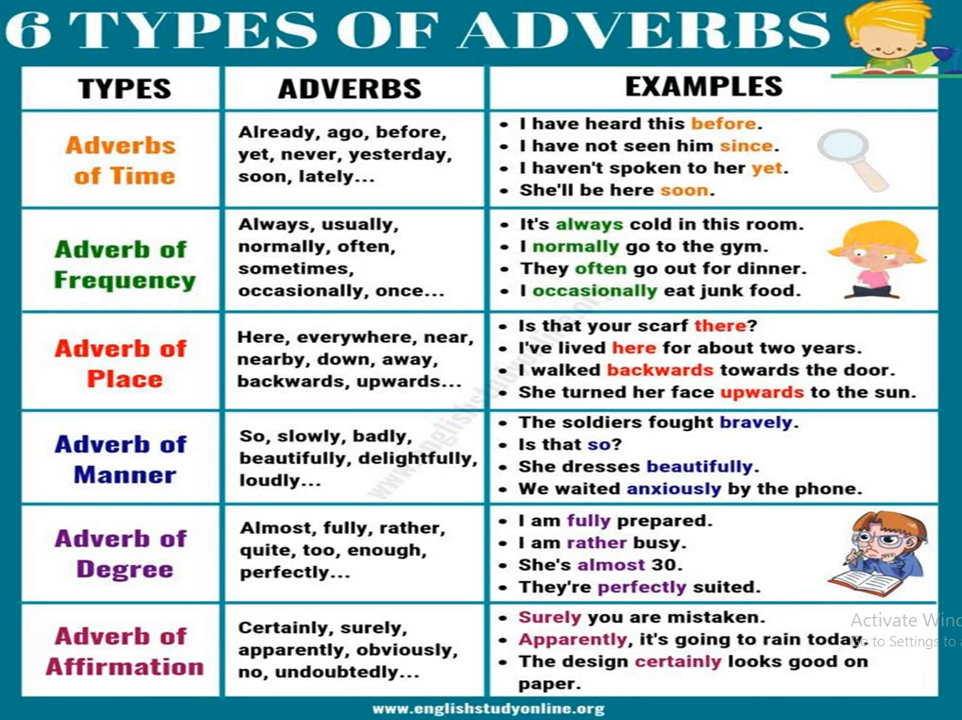 6 TYPES OF ADVERBS
TYPES
ADVERBS
EXAMPLES
Adverbs
of Time
Already, ago, before,
yet, never, yesterday,
soon, lately...
• I have heard this before.
• I have not seen him since.
• I haven't spoken to her yet.
• She'll be here soon.
Adverb of
Frequency
Always, usually,
normally, often,
sometimes,
occasionally, once...
• It's always cold in this room.
• I normally go to the gym.
• They often go out for dinner.
• I occasionally eat junk food.
Adverb of
Place
Here, everywhere, near,
nearby, down, away,
backwards, upwards...
• Is that your scarf there?
• I've lived here for about two years.
• I walked backwards towards the door.
• She turned her face upwards to the sun.
Adverb of
Manner
So, slowly, badly,
beautifully, delightfully,
loudly...
• The soldiers fought bravely.
• Is that so?
• She dresses beautifully.
• We waited anxiously by the phone.
Adverb of
Degree
Almost, fully, rather,
quite, too, enough,
perfectly...
• I am fully prepared.
• I am rather busy.
• She's almost 30.
• They're perfectly suited.
Adverb of
Affirmation
Certainly, surely,
apparently, obviously,
no, undoubtedly...
• Surely you are mistaken.
• Apparently, it's going to rain today.
• The design certainly looks good on
paper.
www.englishstudyonline.org
www.englishstudyonline.org
Activate
to Settings to